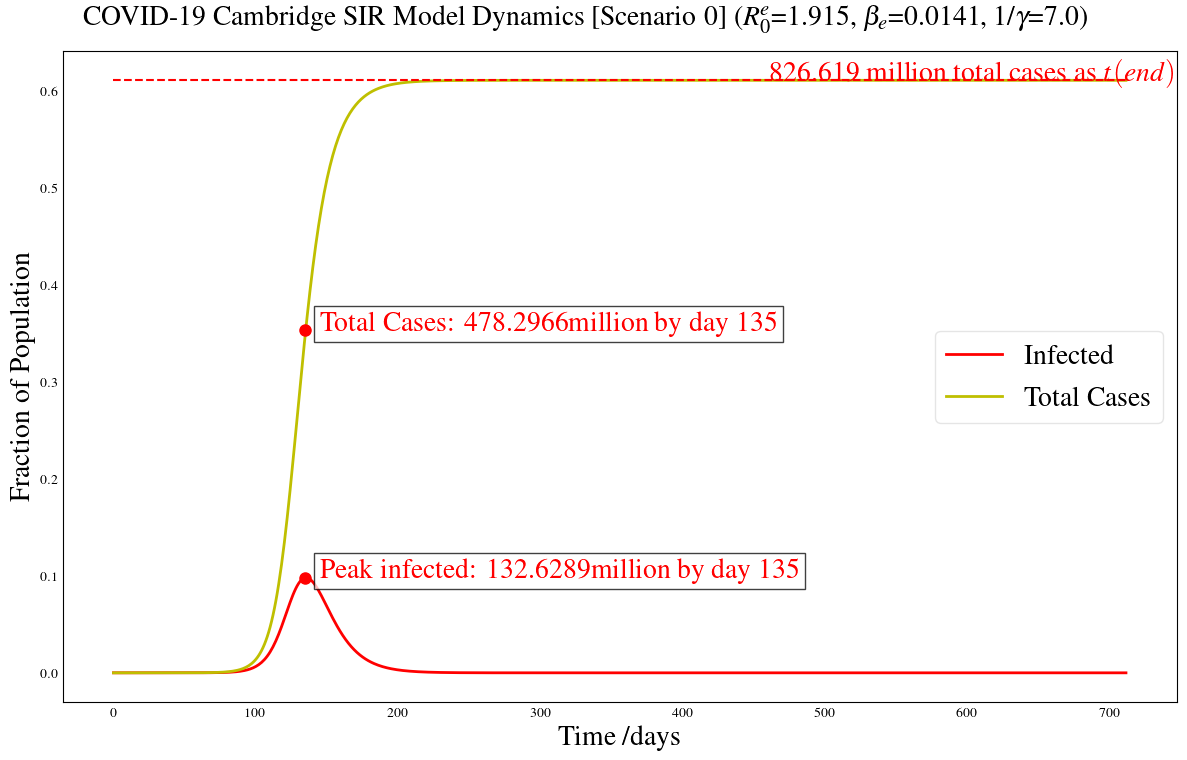 COVID-19 Cambridge SIR Model Dynamics [Scenario 0] (𝑅₀ᵉ=1.915, βₑ=0.0141, 1/γ=7.0)
826.619 million total cases as t(end)
0.6
0.5
0.4
Total Cases: 478.2966million by day 135
Infected
Total Cases
Fraction of Population
0.3
0.2
Peak infected: 132.6289million by day 135
0.1
0.0
0 100 200 300 400 500 600 700
Time /days